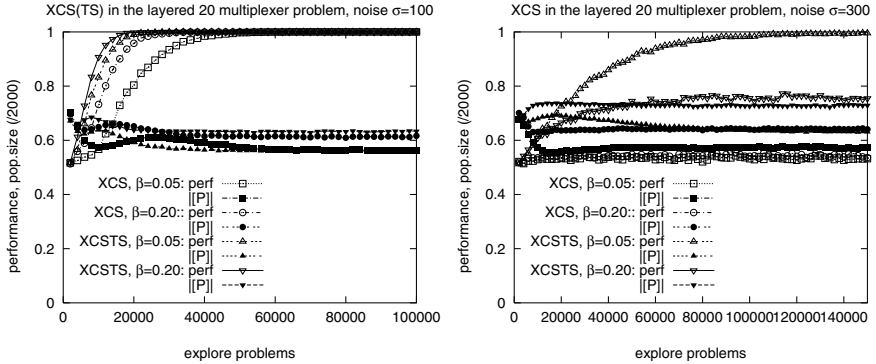 XCS(TS) in the layered 20 multiplexer problem, noise σ=100
performance, pop.size (/20000)
1
0.8
0.6
0.4
0.2
0
XCS, β=0.05: perf
|[P]|
XCS, β=0.20:: perf
|[P]|
XCSTS, β=0.05: perf
|[P]|
XCSTS, β=0.20: perf
|[P]|
0 20000 40000 60000 80000 100000
explore problems
XCS in the layered 20 multiplexer problem, noise σ=300
performance, pop.size (/20000)
1
0.8
0.6
0.4
0.2
0
XCS, β=0.05: perf
|[P]|
XCS, β=0.20:: perf
|[P]|
XCSTS, β=0.05: perf
|[P]|
XCSTS, β=0.20: perf
|[P]|
0 20000 40000 60000 80000 100000 120000 140000
explore problems